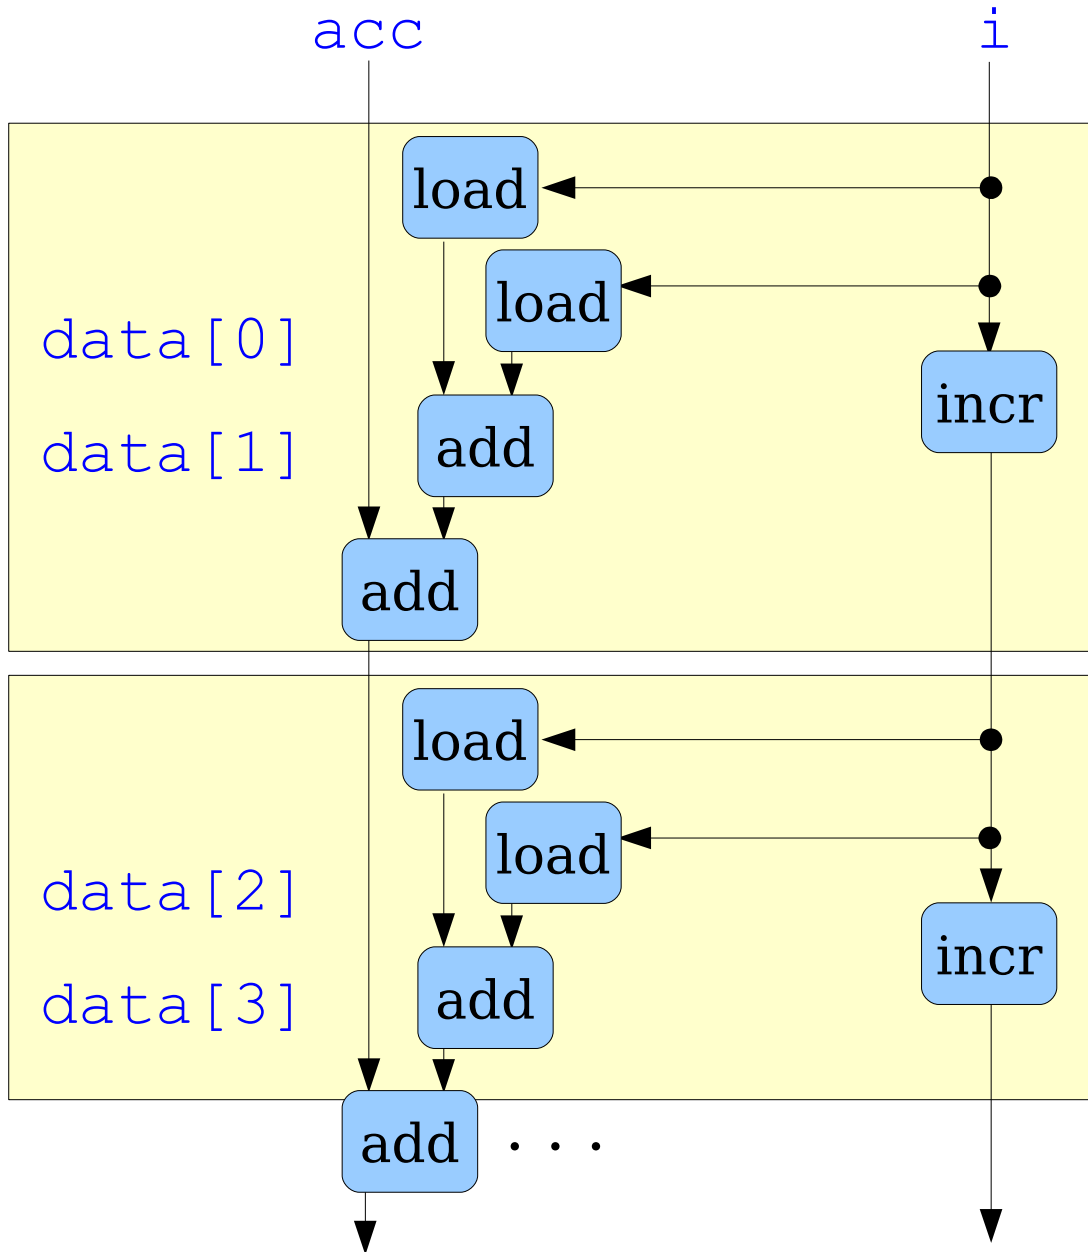 acc i
load
load
data[0]
incr
add
data[1]
add
load
load
data[2]
incr
add
data[3]
add ...